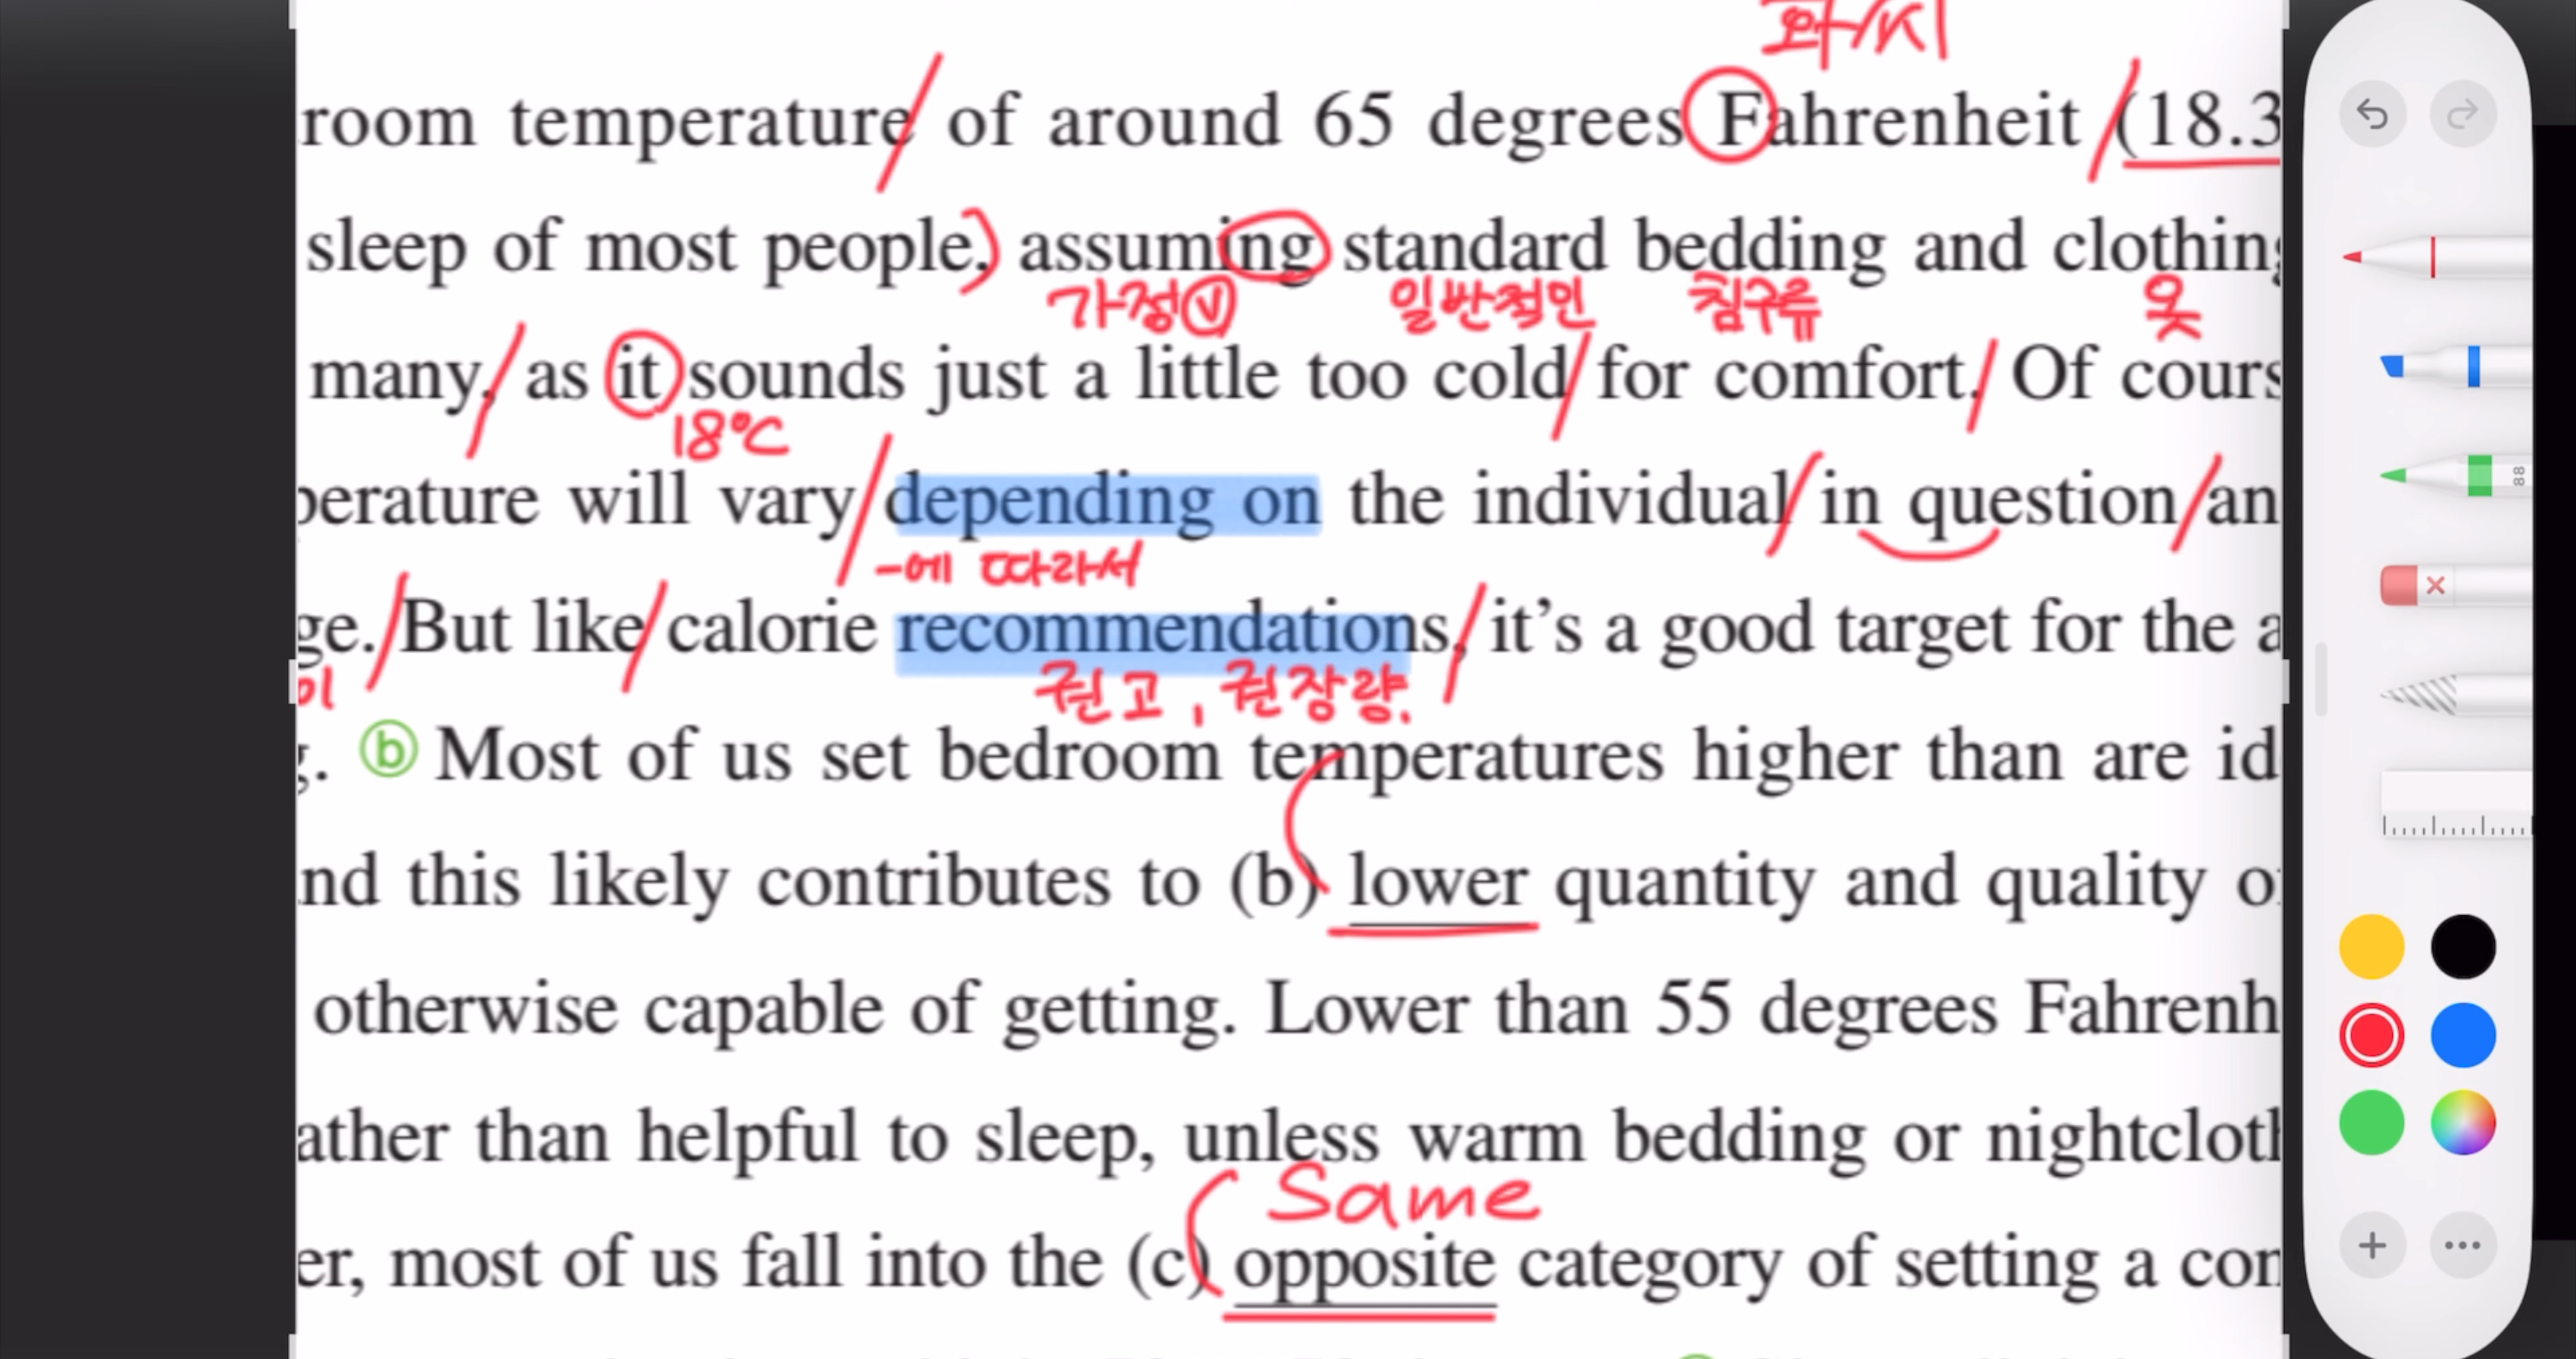 화/씨
room temperature / of around 65 degrees Fahrenheit / (18.3
sleep of most people,) assuming standard bedding and clothing
가정ⓥ 일반적인 침구류 옷
many, / as it sounds just a little too cold / for comfort. / Of cours
18°C
perature will vary / depending on the individual / in question / an
-에 따라서
ge. / But like / calorie recommendations, / it's a good target for the a
이 권고, 권장량.
g. ⓑ Most of us set bedroom temperatures higher than are id
nd this likely contributes to (b) lower quantity and quality of
otherwise capable of getting. Lower than 55 degrees Fahrenh
ather than helpful to sleep, unless warm bedding or nightcloth
Same
er, most of us fall into the (c) opposite category of setting a con
88